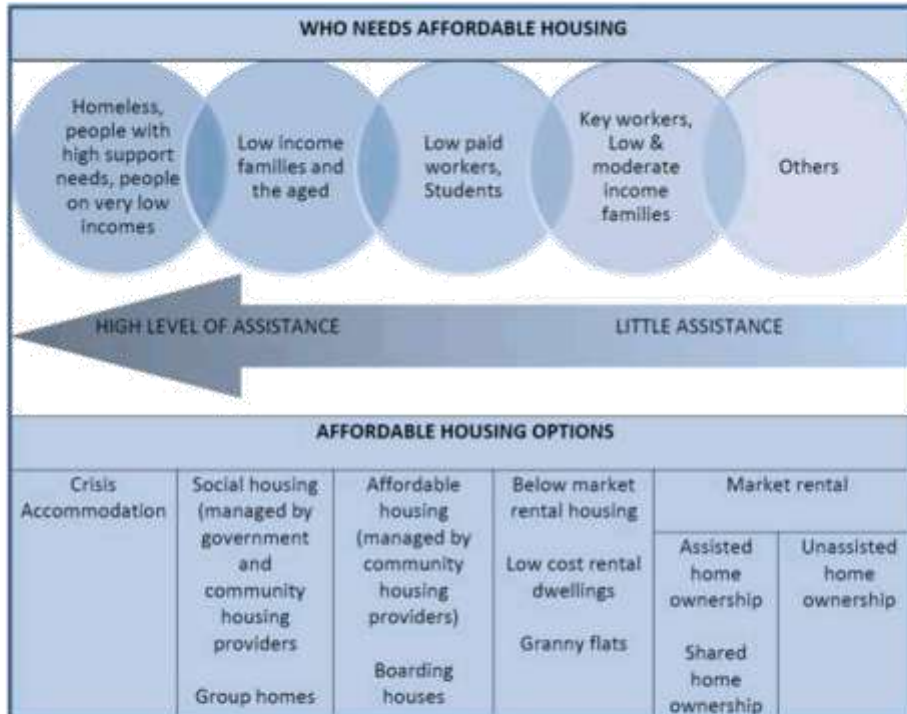 WHO NEEDS AFFORDABLE HOUSING
Homeless,
people with
high support
needs, people
on very low
incomes
Low income
families and
the aged
Low paid
workers,
Students
Key workers,
Low &
moderate
income
families
Others
HIGH LEVEL OF ASSISTANCE
LITTLE ASSISTANCE
AFFORDABLE HOUSING OPTIONS
Crisis
Accommodation
Social housing
(managed by
government
and
community
housing
providers
Group homes
Affordable
housing
(managed by
community
housing
providers)
Boarding
houses
Below market
rental housing
Low cost rental
dwellings
Granny flats
Market rental
Assisted
home
ownership
Shared
home
ownership
Unassisted
home
ownership